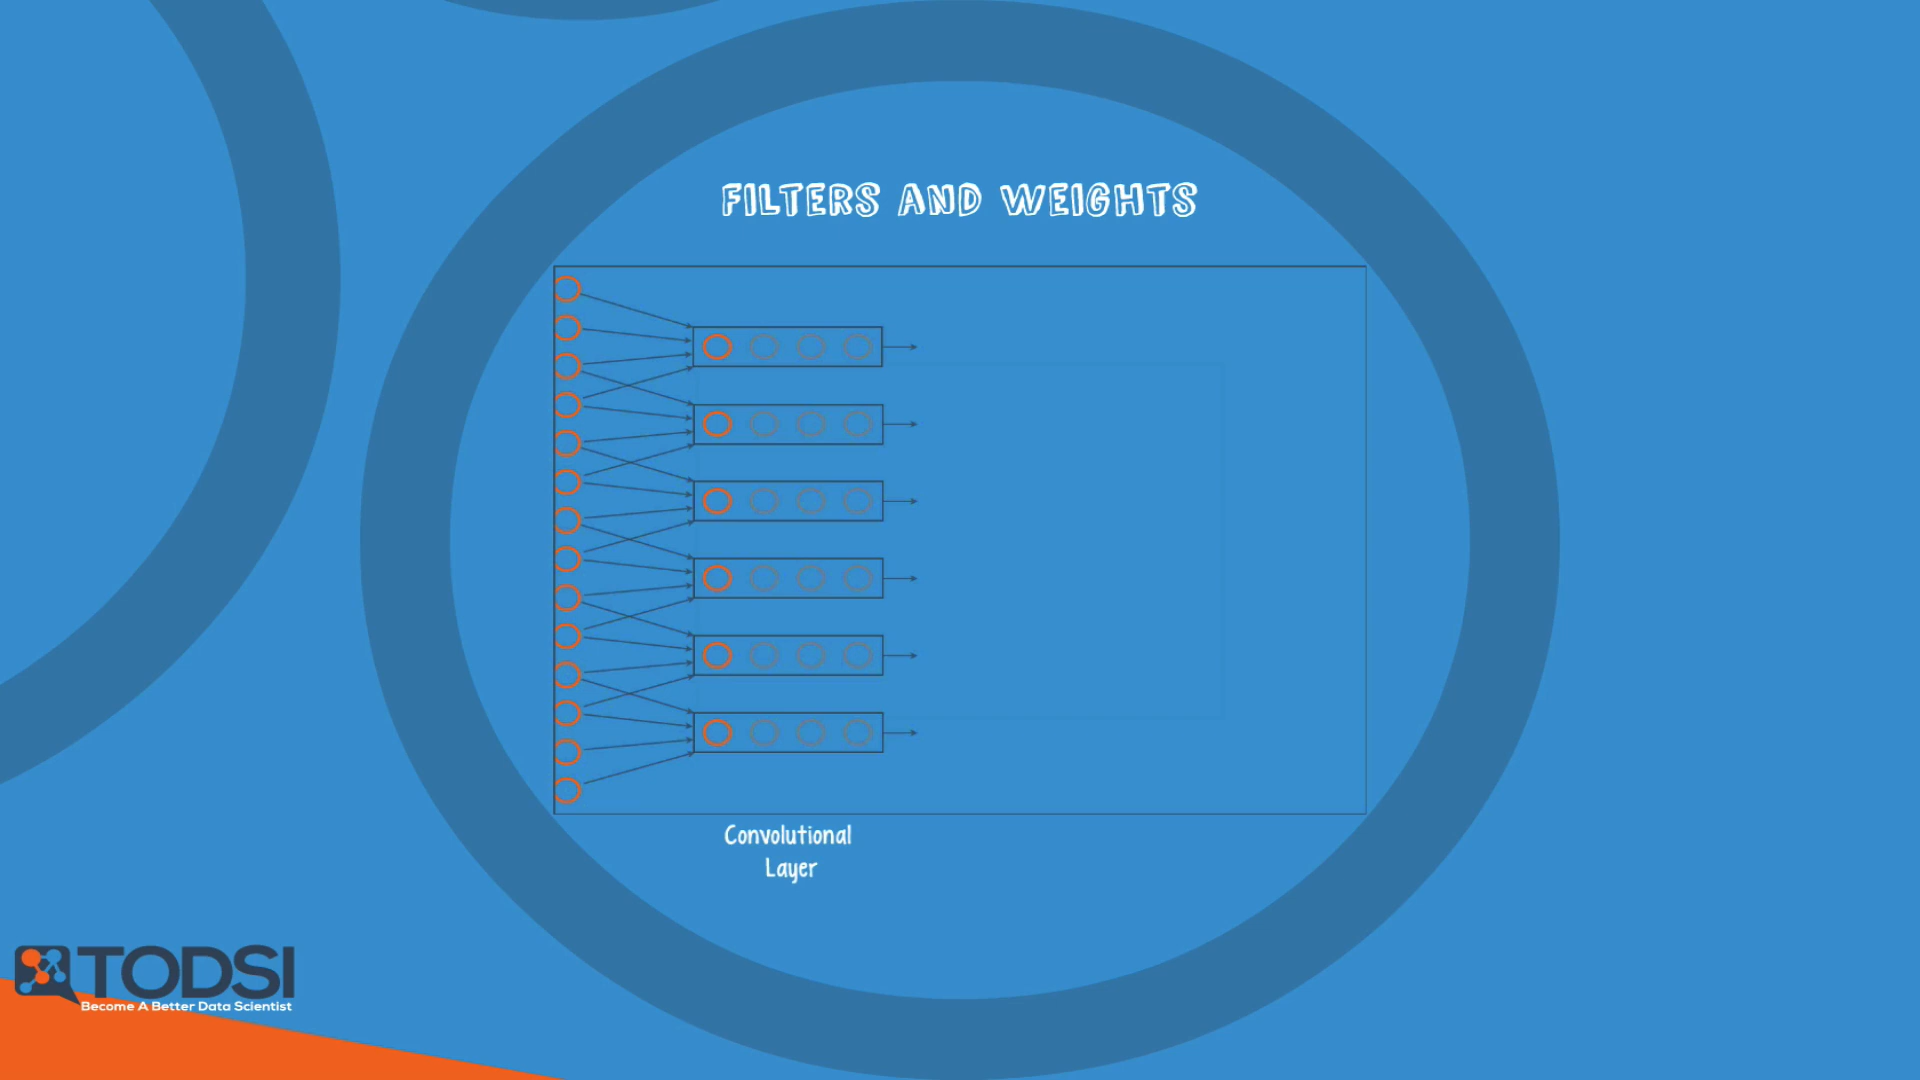 FILTERS AND WEIGHTS
Convolutional
Layer
TODSI
Become A Better Data Scientist